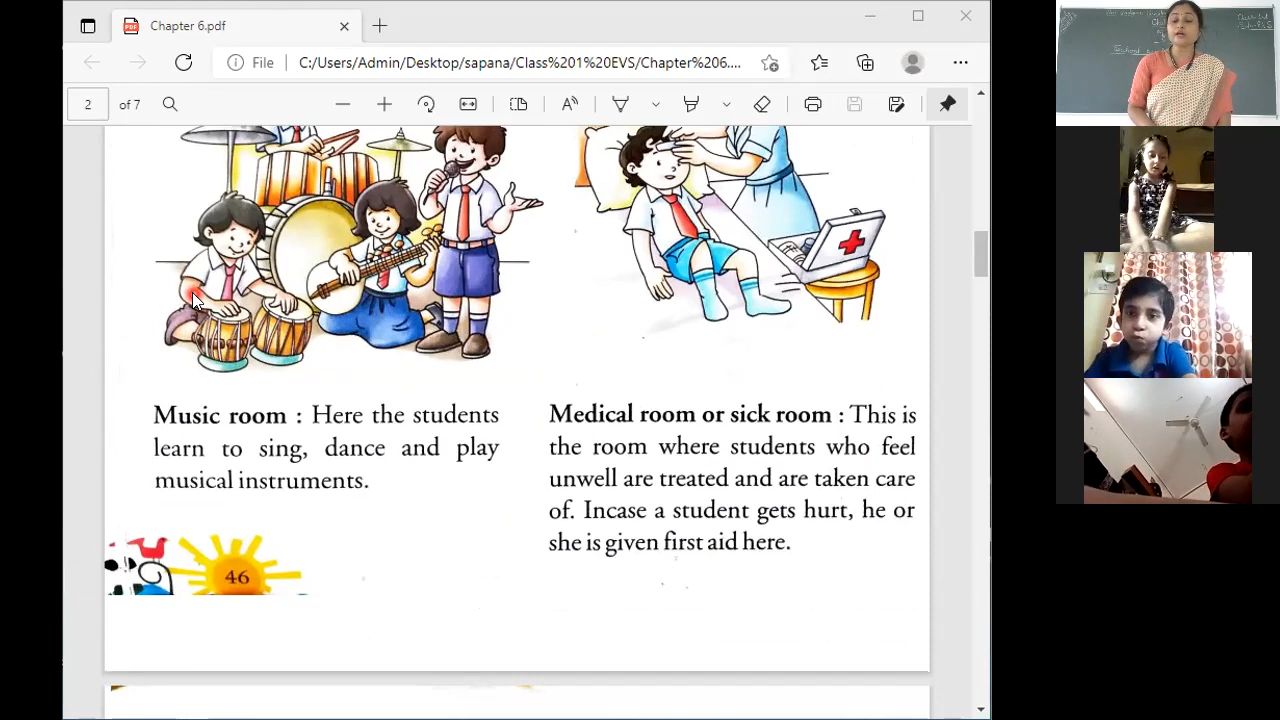 Chapter 6.pdf
File
C:/Users/Admin/Desktop/sapana/Class%201%20EVS/Chapter%206....
2 of 7
Music room : Here the students
learn to sing, dance and play
musical instruments.
Medical room or sick room : This is
the room where students who feel
unwell are treated and are taken care
of. Incase a student gets hurt, he or
she is given first aid here.
46